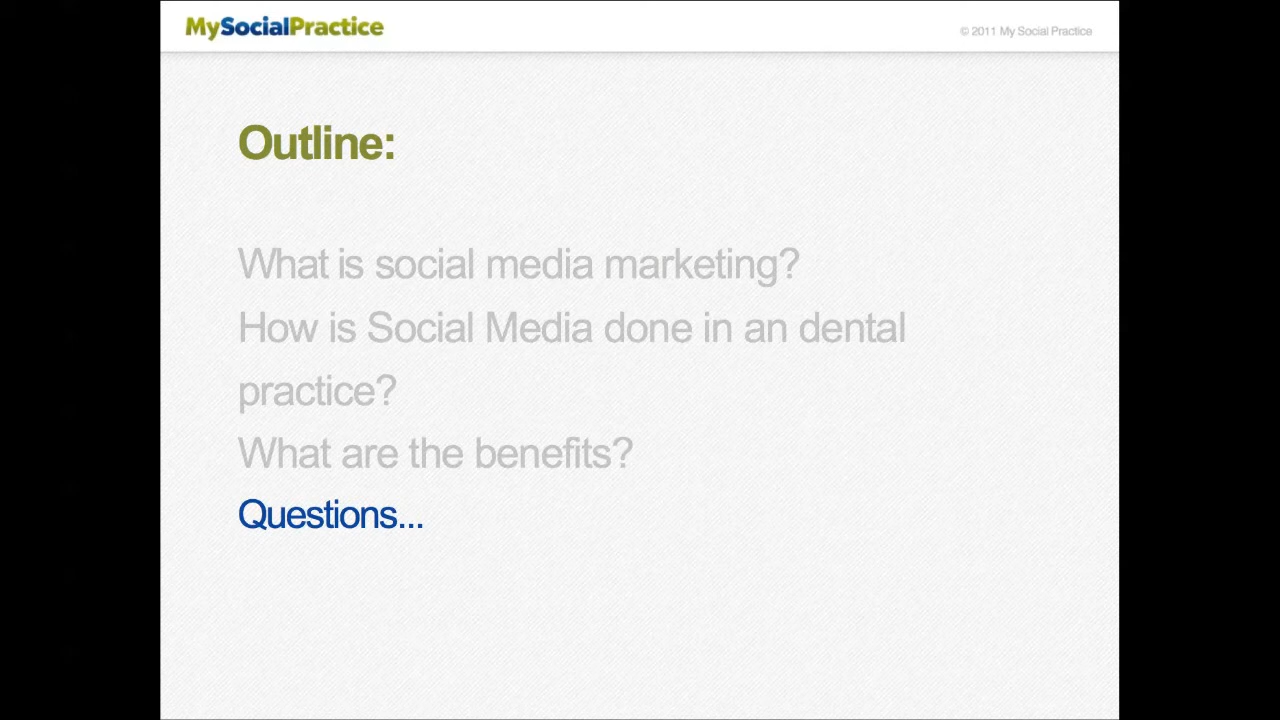 MySocialPractice
© 2011 My Social Practice
Outline:
What is social media marketing?
How is Social Media done in an dental
practice?
What are the benefits?
Questions...